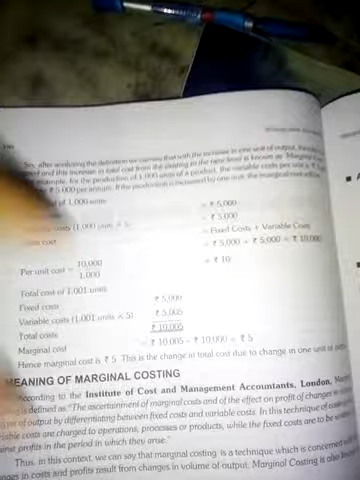 So, after analysing the definition we can say that with the increase in one unit of output, the
and this increase in total cost from the existing to the new level is known as Marginal
example, for the production of 1,000 units of a product, the variable costs per unit is ₹
₹ 5,000 per annum. If the production is increased by one unit, the marginal cost will be
of 1,000 units
= ₹ 5,000
costs (1,000 units × 5) = ₹ 5,000
cost = Fixed Costs + Variable Costs
= ₹ 5,000 + ₹ 5,000 = ₹ 10,000
Per unit cost = 10,000 / 1,000 = ₹ 10
Total cost of 1,001 units
Fixed costs ₹ 5,000
Variable costs (1,001 units × 5) ₹ 5,005
Total costs ₹ 10,005
Marginal cost = ₹ 10,005 - ₹ 10,000 = ₹ 5
Hence marginal cost is ₹ 5. This is the change in total cost due to change in one unit of
MEANING OF MARGINAL COSTING
According to the Institute of Cost and Management Accountants, London,
is defined as "The ascertainment of marginal costs and of the effect on profit of changes in
of output by differentiating between fixed costs and variable costs. In this technique of
variable costs are charged to operations, processes or products, while the fixed costs are to be
against profits in the period in which they arise."
Thus, in this context, we can say that marginal costing is a technique which is concerned
changes in costs and profits result from changes in volume of output. Marginal Costing is also